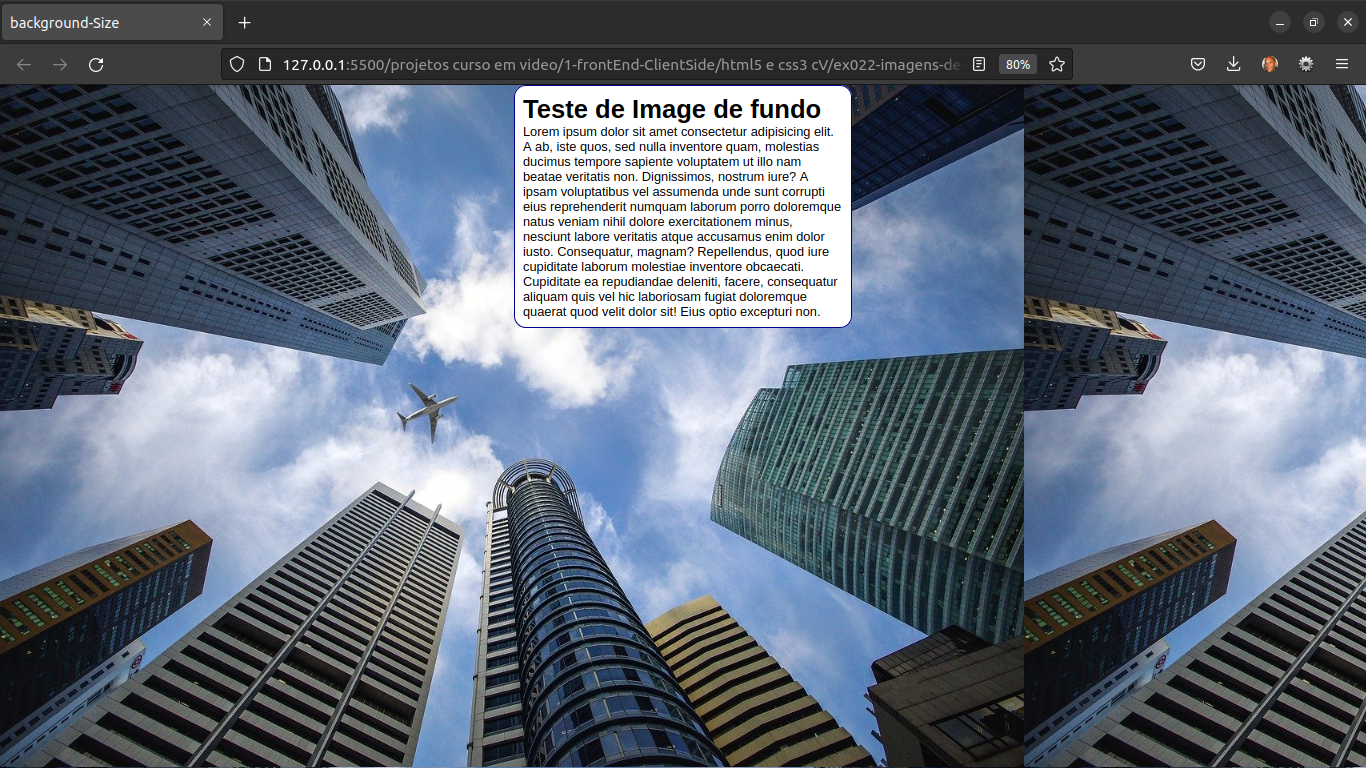 background-Size
127.0.0.1:5500/projetos curso em video/1-frontEnd-ClientSide/html5 e css3 cV/ex022-imagens-de
80%
Teste de Image de fundo
Lorem ipsum dolor sit amet consectetur adipisicing elit.
A ab, iste quos, sed nulla inventore quam, molestias
ducimus tempore sapiente voluptatem ut illo nam
beatae veritatis non. Dignissimos, nostrum iure? A
ipsam voluptatibus vel assumenda unde sunt corrupti
eius reprehenderit numquam laborum porro doloremque
natus veniam nihil dolore exercitationem minus,
nesciunt labore veritatis atque accusamus enim dolor
iusto. Consequatur, magnam? Repellendus, quod iure
cupiditate laborum molestiae inventore obcaecati.
Cupiditate ea repudiandae deleniti, facere, consequatur
aliquam quis vel hic laboriosam fugiat doloremque
quaerat quod velit dolor sit! Eius optio excepturi non.